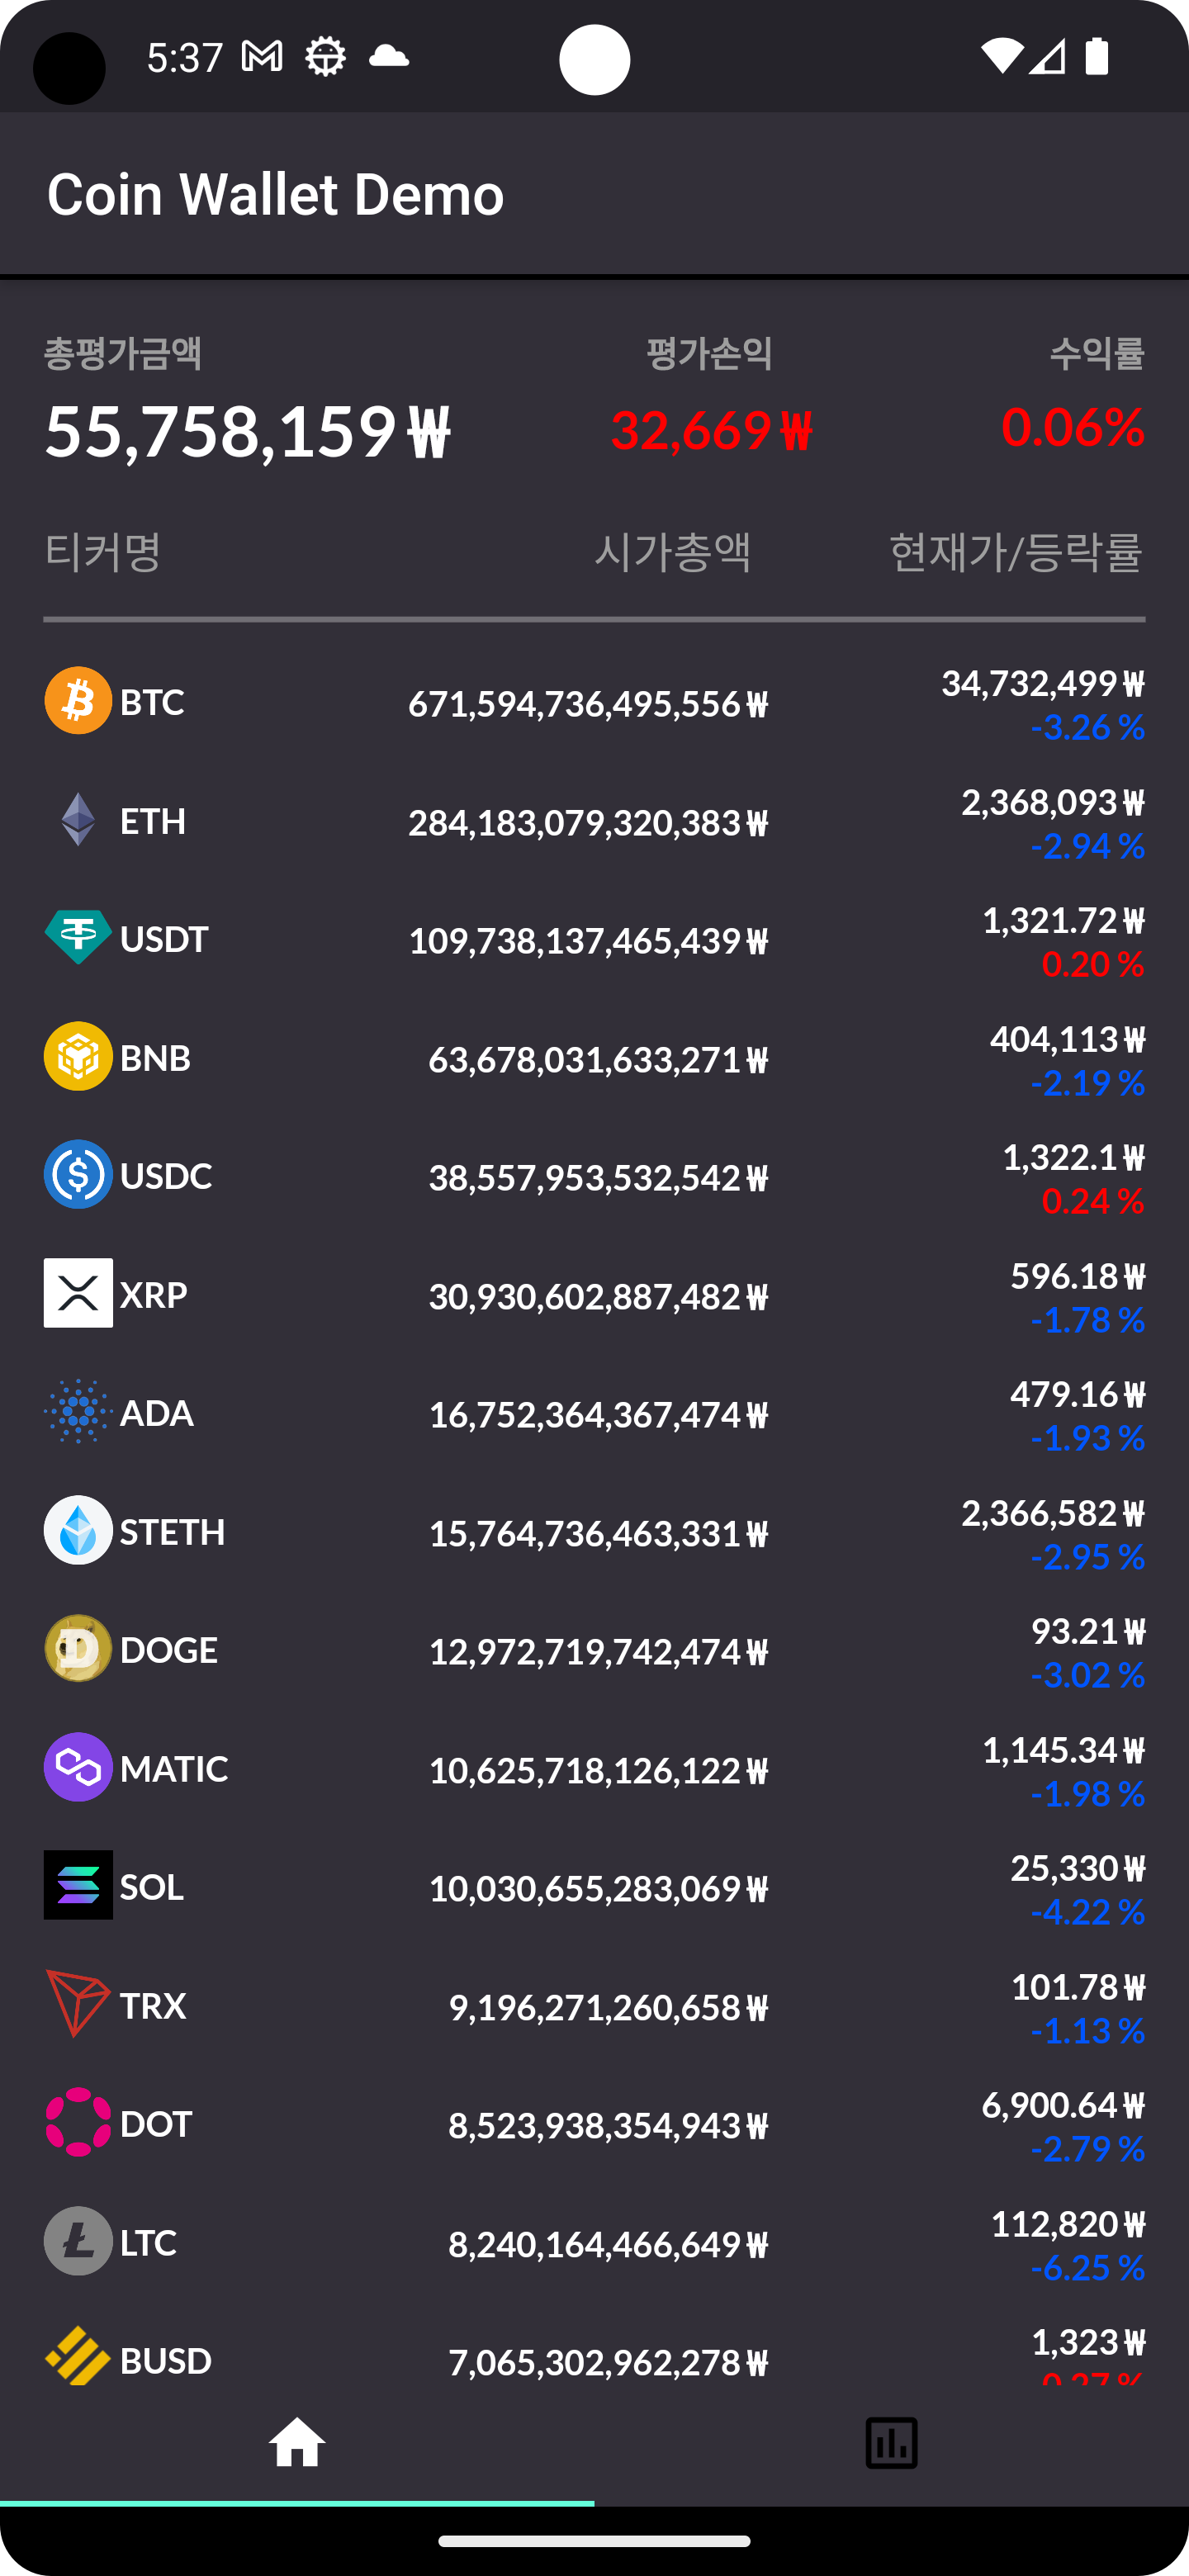 5:37
Coin Wallet Demo
총평가금액 평가손익 수익률
55,758,159₩ 32,669₩ 0.06%
티커명 시가총액 현재가/등락률
BTC 671,594,736,495,556₩ 34,732,499₩
-3.26 %
ETH 284,183,079,320,383₩ 2,368,093₩
-2.94 %
USDT 109,738,137,465,439₩ 1,321.72₩
0.20 %
BNB 63,678,031,633,271₩ 404,113₩
-2.19 %
USDC 38,557,953,532,542₩ 1,322.1₩
0.24 %
XRP 30,930,602,887,482₩ 596.18₩
-1.78 %
ADA 16,752,364,367,474₩ 479.16₩
-1.93 %
STETH 15,764,736,463,331₩ 2,366,582₩
-2.95 %
DOGE 12,972,719,742,474₩ 93.21₩
-3.02 %
MATIC 10,625,718,126,122₩ 1,145.34₩
-1.98 %
SOL 10,030,655,283,069₩ 25,330₩
-4.22 %
TRX 9,196,271,260,658₩ 101.78₩
-1.13 %
DOT 8,523,938,354,943₩ 6,900.64₩
-2.79 %
LTC 8,240,164,466,649₩ 112,820₩
-6.25 %
BUSD 7,065,302,962,278₩ 1,323₩